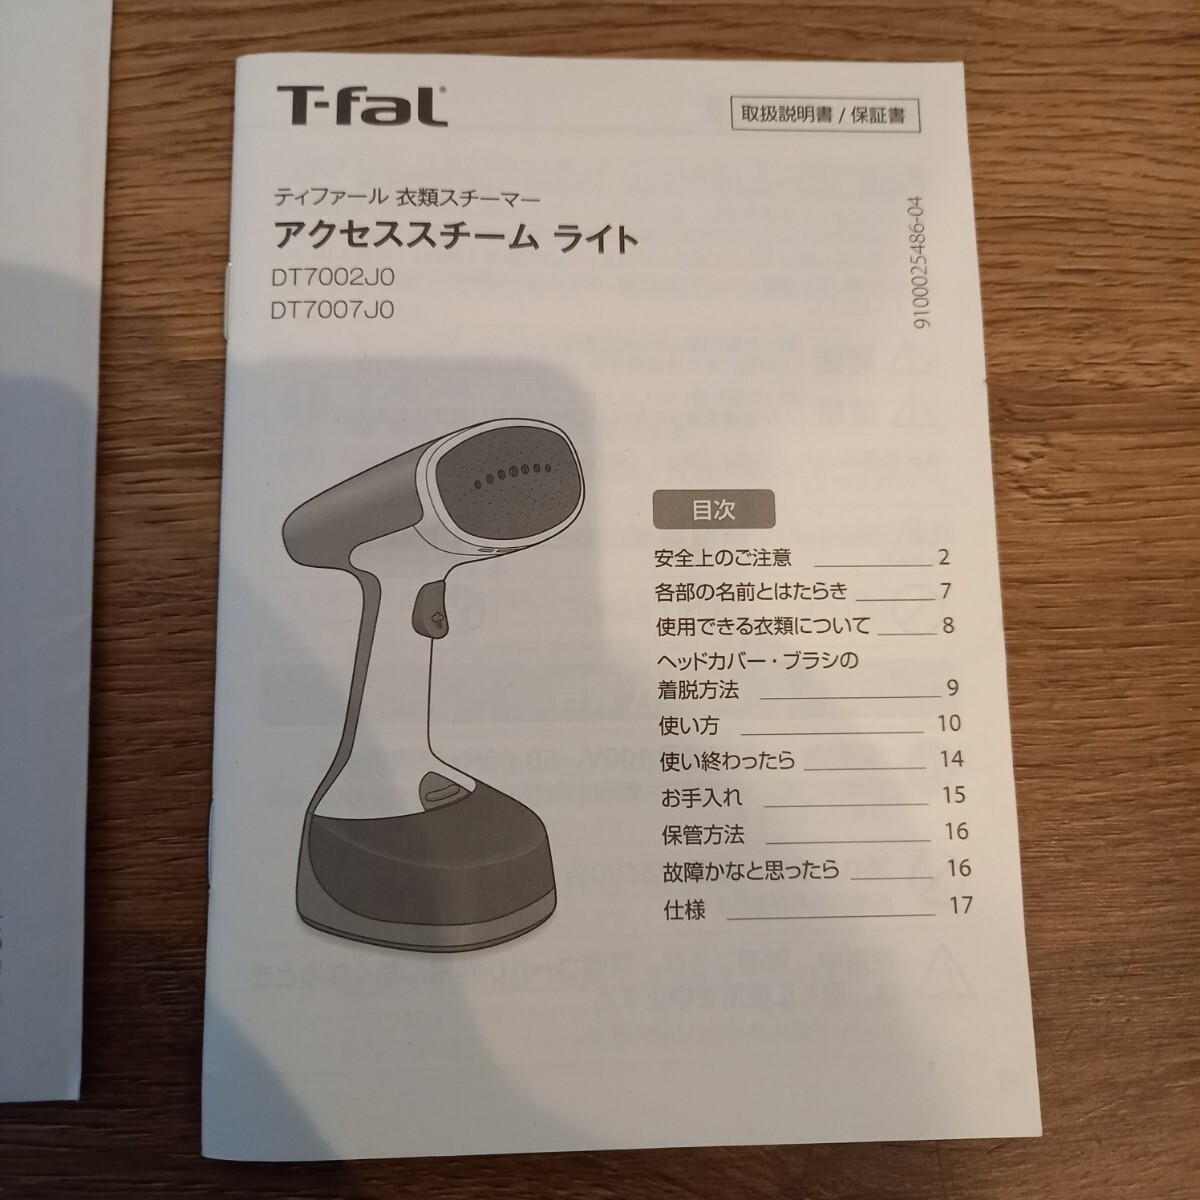 T-fal
取扱説明書 / 保証書
ティファール 衣類スチーマー
アクセススチーム ライト
DT7002J0
DT7007J0
9100025486-04
目次
安全上のご注意 2
各部の名前とはたらき 7
使用できる衣類について 8
ヘッドカバー・ブラシの
着脱方法 9
使い方 10
使い終わったら 14
お手入れ 15
保管方法 16
故障かなと思ったら 16
仕様 17